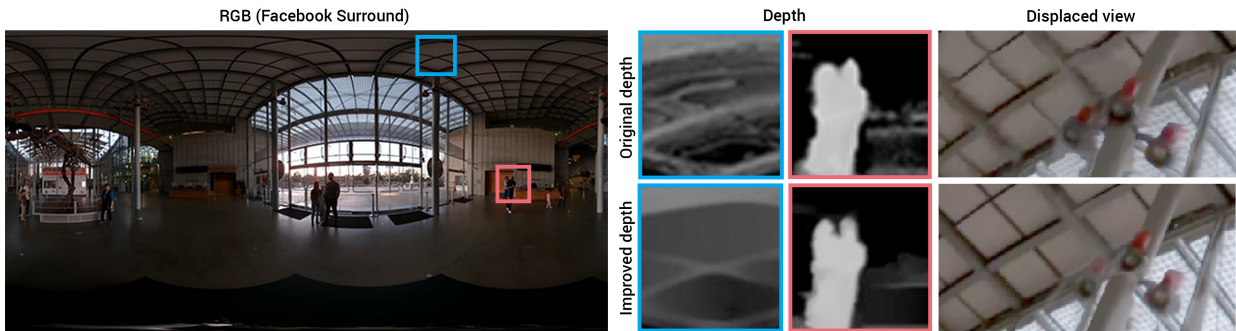 RGB (Facebook Surround)
Depth
Displaced view
Original depth
Improved depth